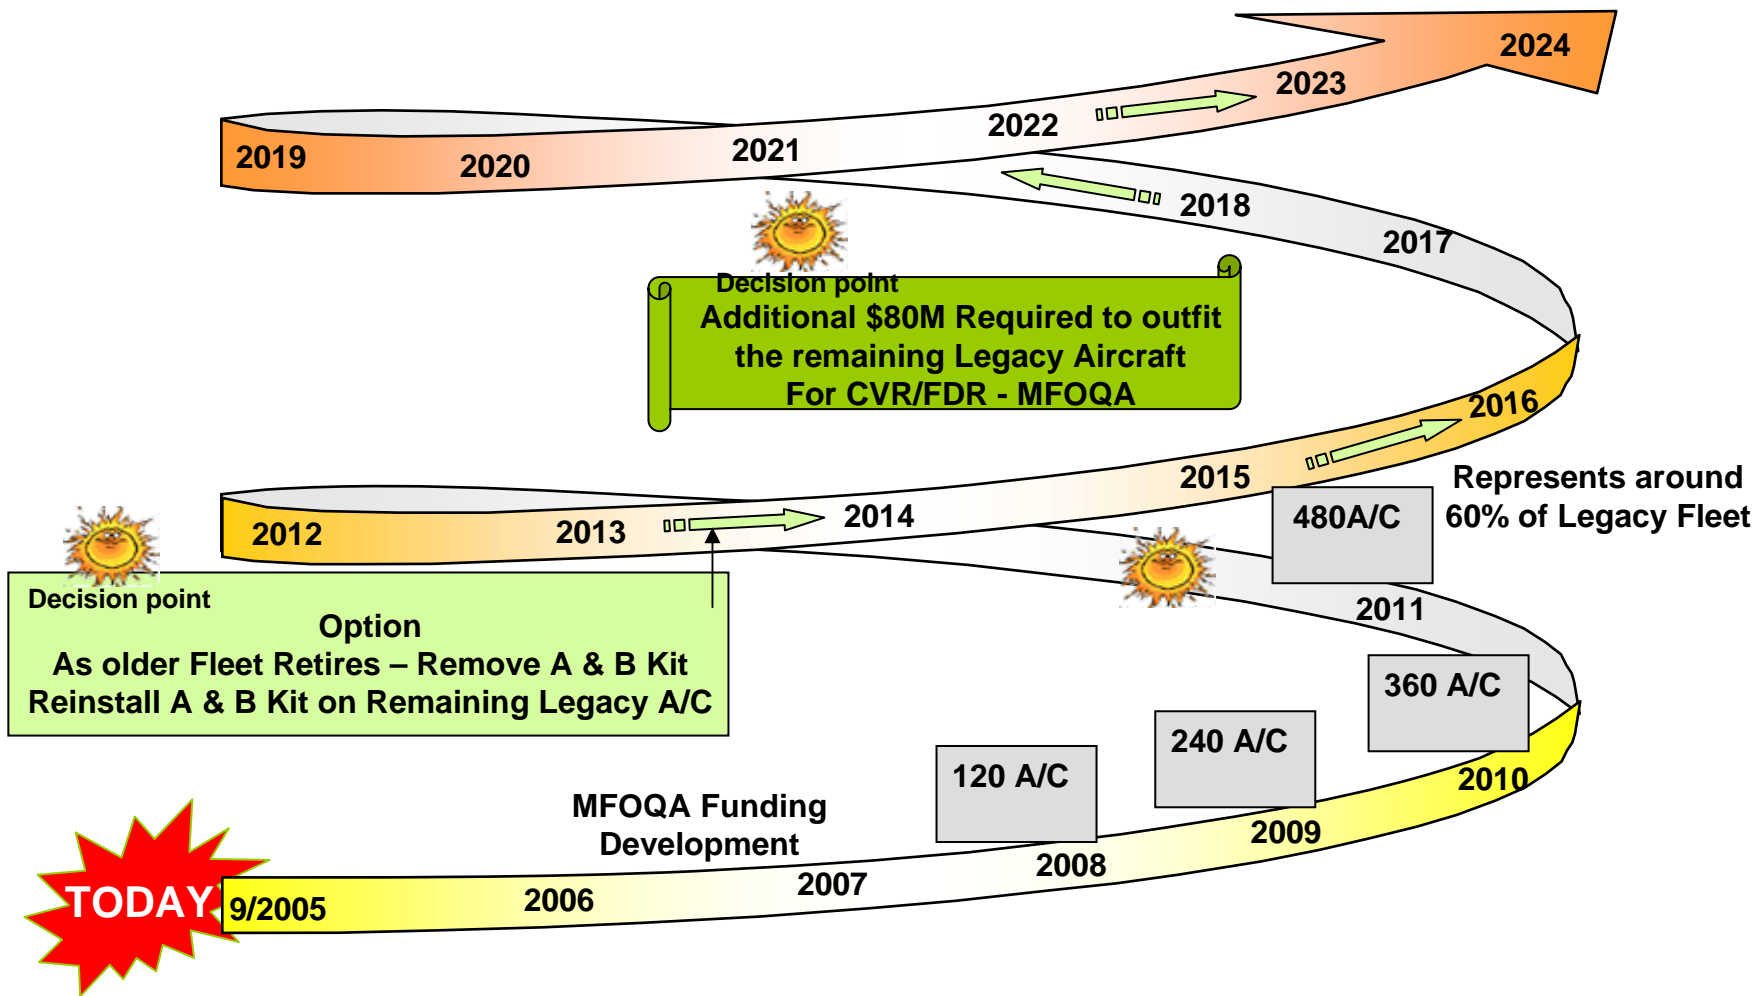 2024
2023
2022
2021
2020
2019
2018
2017
Decision point
Additional $80M Required to outfit
the remaining Legacy Aircraft
For CVR/FDR - MFOQA
2016
2015
2014
2013
2012
Represents around
60% of Legacy Fleet
480A/C
2011
Decision point
Option
As older Fleet Retires – Remove A & B Kit
Reinstall A & B Kit on Remaining Legacy A/C
360 A/C
240 A/C
120 A/C
2010
MFOQA Funding
Development
2009
2008
2007
2006
9/2005
TODAY